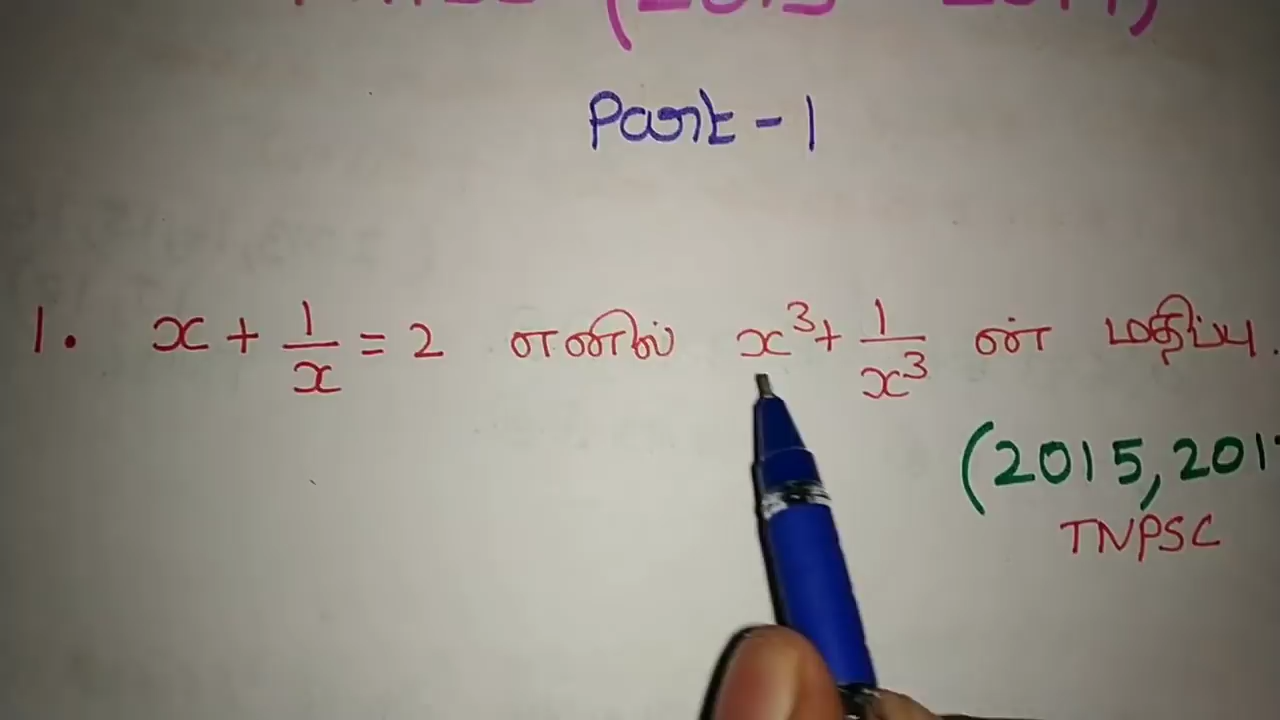 Part - 1
1. x + 1/x = 2 எனில் x³ + 1/x³ ன் மதிப்பு.
(2015, 201
TNPSC